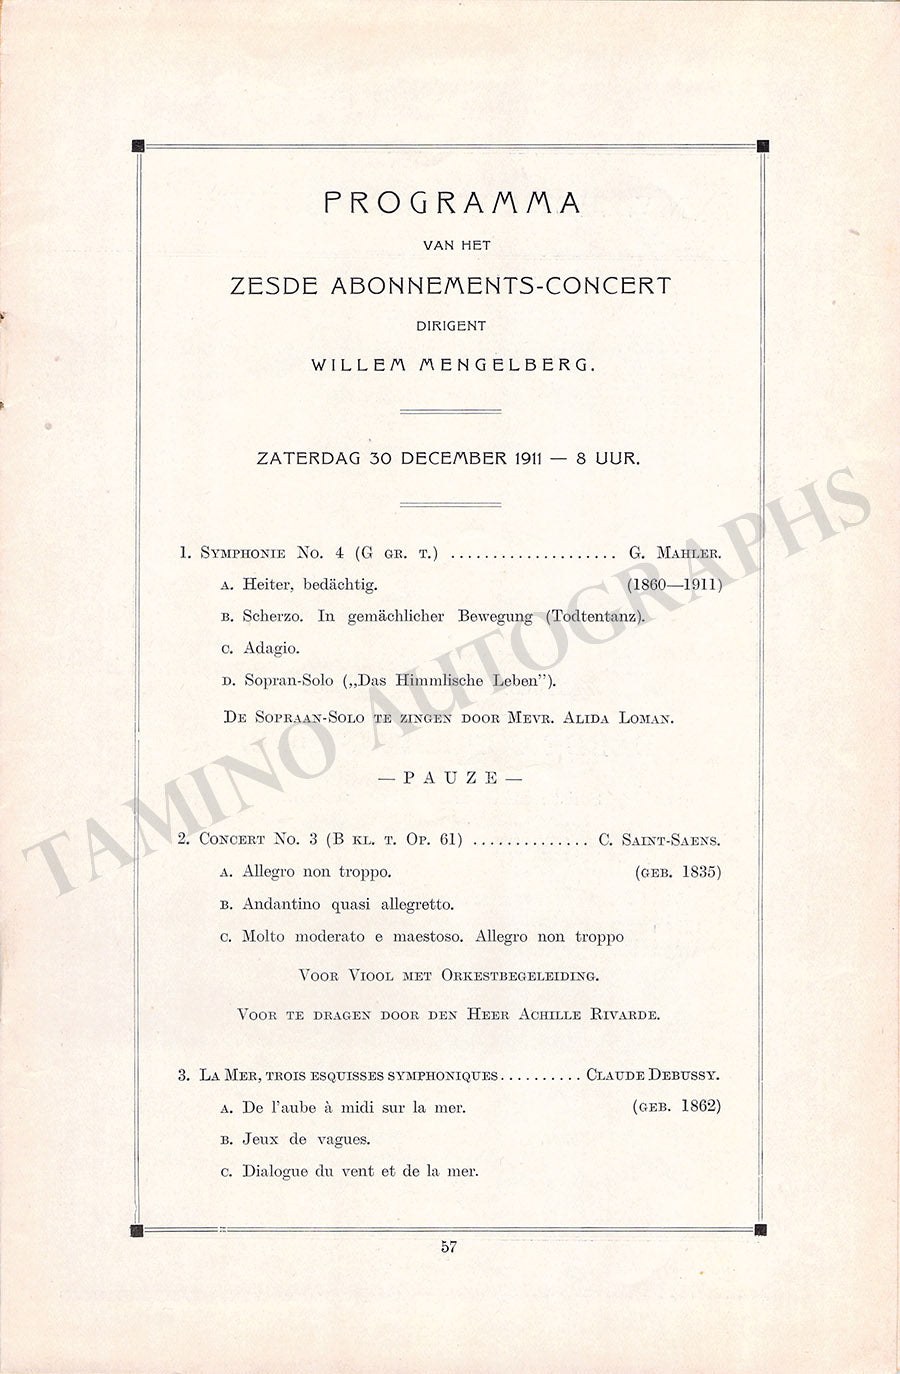 PROGRAMMA
VAN HET
ZESDE ABONNEMENTS-CONCERT
DIRIGENT
WILLEM MENGELBERG.
ZATERDAG 30 DECEMBER 1911 — 8 UUR.
1. Symphonie No. 4 (G gr. t.) .................... G. Mahler.
A. Heiter, bedächtig. (1860—1911)
B. Scherzo. In gemächlicher Bewegung (Todtentanz).
C. Adagio.
D. Sopran-Solo („Das Himmlische Leben”).
De Sopraan-Solo te zingen door Mevr. Alida Loman.
— PAUZE —
2. Concert No. 3 (B kl. t. Op. 61) .............. C. Saint-Saens.
A. Allegro non troppo. (geb. 1835)
B. Andantino quasi allegretto.
C. Molto moderato e maestoso. Allegro non troppo
Voor Viool met Orkestbegeleiding.
Voor te dragen door den Heer Achille Rivarde.
3. La Mer, trois esquisses symphoniques.......... Claude Debussy.
A. De l'aube à midi sur la mer. (geb. 1862)
B. Jeux de vagues.
C. Dialogue du vent et de la mer.
57
TAMINO AUTOGRAPHS